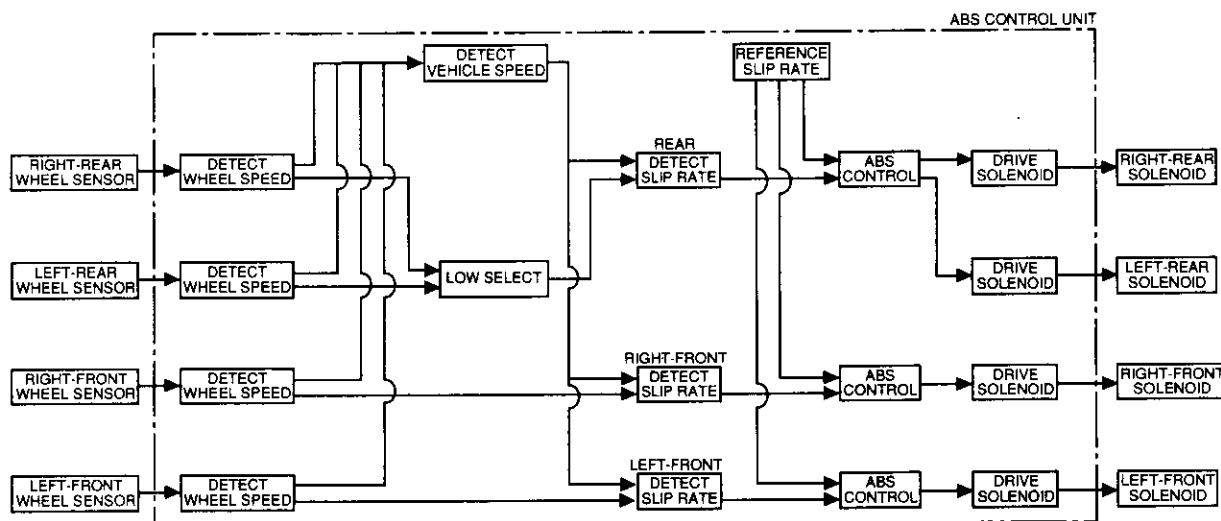 ABS CONTROL UNIT
DETECT
VEHICLE SPEED
REFERENCE
SLIP RATE
RIGHT-REAR
WHEEL SENSOR
DETECT
WHEEL SPEED
REAR
DETECT
SLIP RATE
ABS
CONTROL
DRIVE
SOLENOID
RIGHT-REAR
SOLENOID
LEFT-REAR
WHEEL SENSOR
DETECT
WHEEL SPEED
LOW SELECT
DRIVE
SOLENOID
LEFT-REAR
SOLENOID
RIGHT-FRONT
WHEEL SENSOR
DETECT
WHEEL SPEED
RIGHT-FRONT
DETECT
SLIP RATE
ABS
CONTROL
DRIVE
SOLENOID
RIGHT-FRONT
SOLENOID
LEFT-FRONT
WHEEL SENSOR
DETECT
WHEEL SPEED
LEFT-FRONT
DETECT
SLIP RATE
ABS
CONTROL
DRIVE
SOLENOID
LEFT-FRONT
SOLENOID